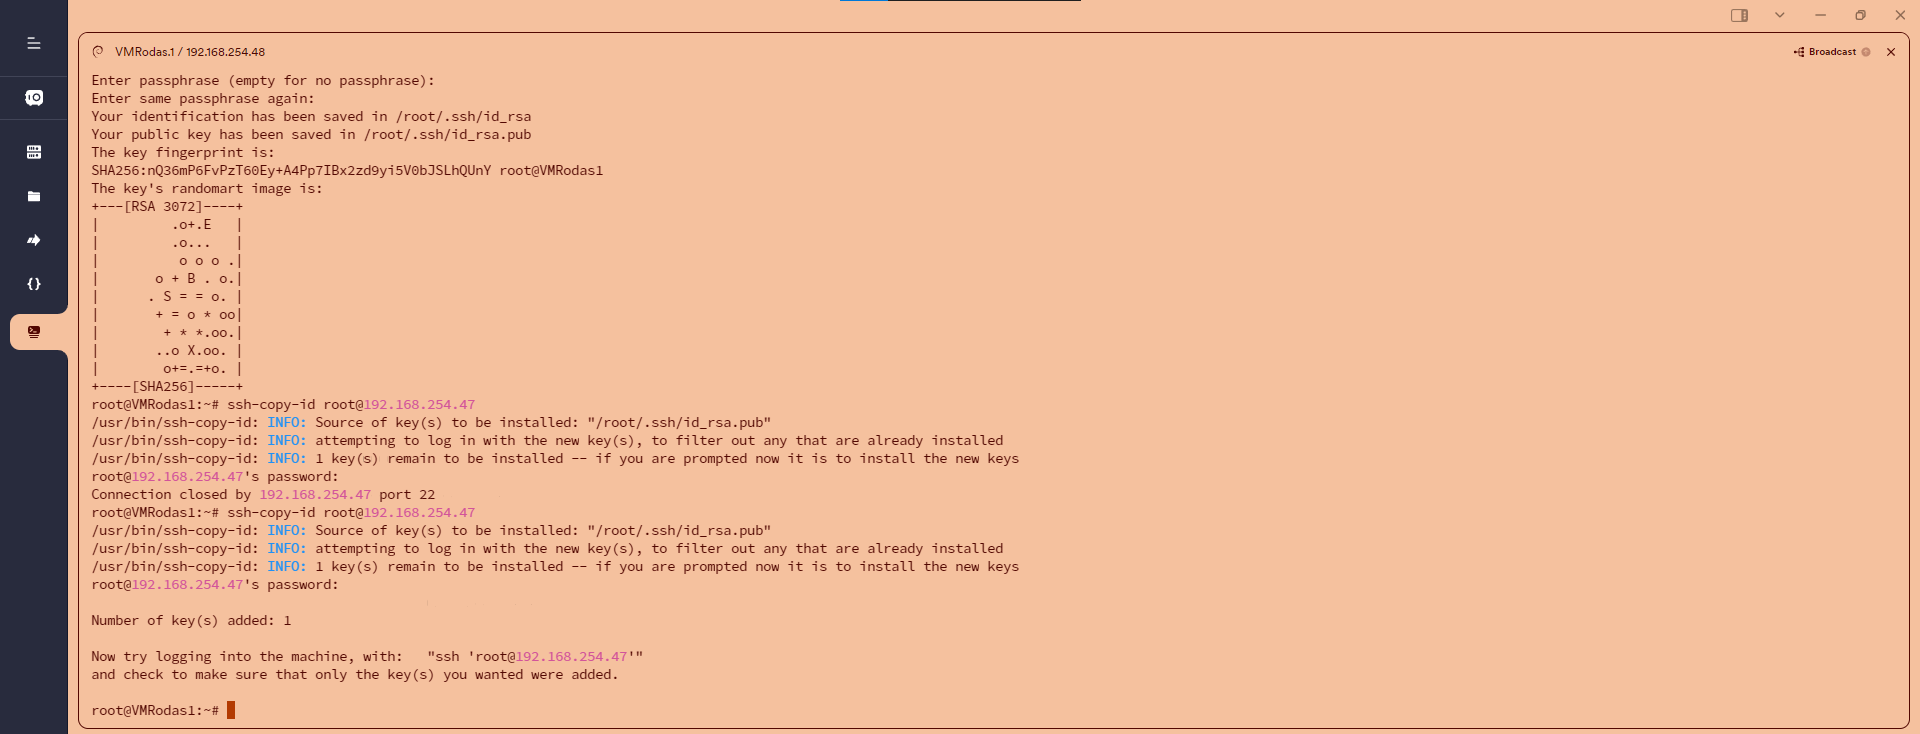 VMRodas.1 / 192.168.254.48
Broadcast
Enter passphrase (empty for no passphrase):
Enter same passphrase again:
Your identification has been saved in /root/.ssh/id_rsa
Your public key has been saved in /root/.ssh/id_rsa.pub
The key fingerprint is:
SHA256:nQ36mP6FvPzT60Ey+A4Pp7IBx2zd9yi5V0bJSLhQUnY root@VMRodas1
The key's randomart image is:
+---[RSA 3072]----+
|         .o+.E   |
|         .o...   |
|          o o o .|
|       o + B . o.|
|      . S = = o. |
|       + = o * oo|
|        + * *.oo.|
|       ..o X.oo. |
|        o+=.=+o. |
+----[SHA256]-----+
root@VMRodas1:~# ssh-copy-id root@192.168.254.47
/usr/bin/ssh-copy-id: INFO: Source of key(s) to be installed: "/root/.ssh/id_rsa.pub"
/usr/bin/ssh-copy-id: INFO: attempting to log in with the new key(s), to filter out any that are already installed
/usr/bin/ssh-copy-id: INFO: 1 key(s) remain to be installed -- if you are prompted now it is to install the new keys
root@192.168.254.47's password:
Connection closed by 192.168.254.47 port 22
root@VMRodas1:~# ssh-copy-id root@192.168.254.47
/usr/bin/ssh-copy-id: INFO: Source of key(s) to be installed: "/root/.ssh/id_rsa.pub"
/usr/bin/ssh-copy-id: INFO: attempting to log in with the new key(s), to filter out any that are already installed
/usr/bin/ssh-copy-id: INFO: 1 key(s) remain to be installed -- if you are prompted now it is to install the new keys
root@192.168.254.47's password:
Number of key(s) added: 1
Now try logging into the machine, with:   "ssh 'root@192.168.254.47'"
and check to make sure that only the key(s) you wanted were added.
root@VMRodas1:~#